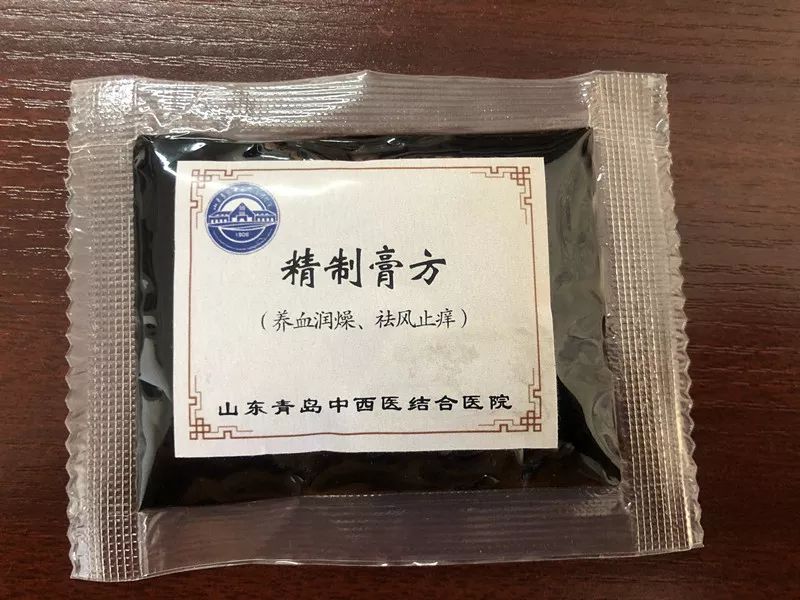 1906
精制膏方
（养血润燥、祛风止痒）
山东青岛中西医结合医院